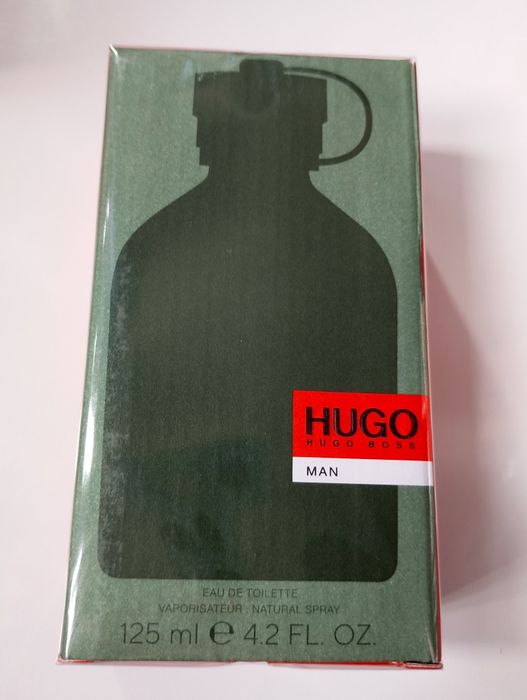 HUGO
HUGO BOSS
MAN
EAU DE TOILETTE
VAPORISATEUR . NATURAL SPRAY
125 ml ℮ 4.2 FL. OZ.